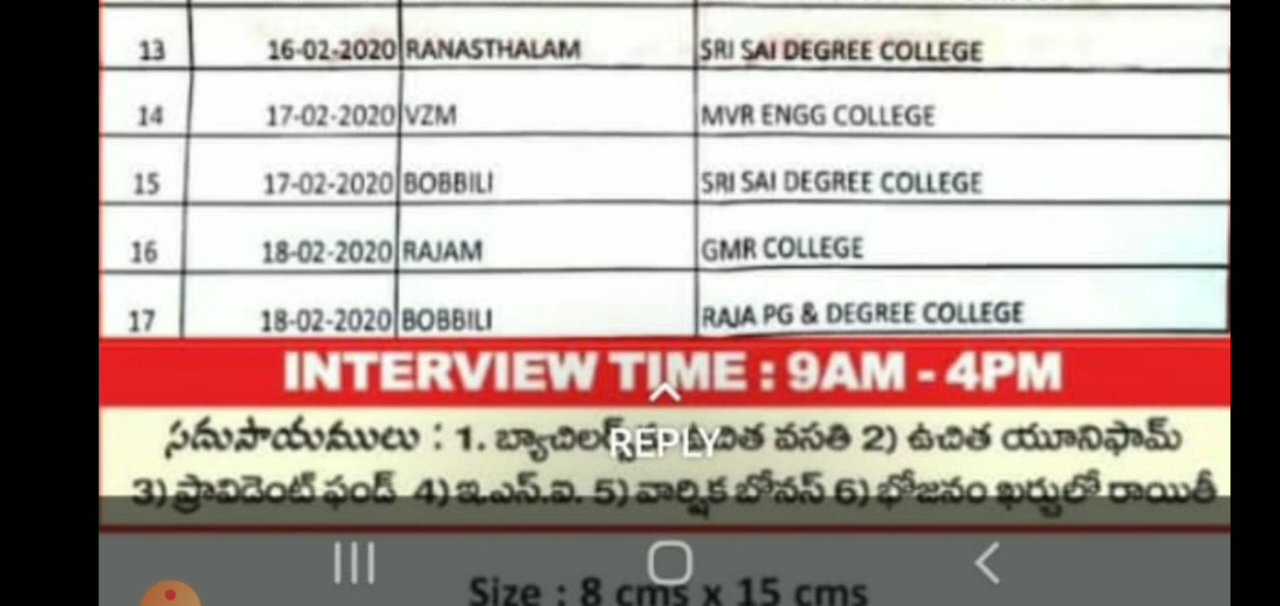 13 16-02-2020 RANASTHALAM SRI SAI DEGREE COLLEGE
14 17-02-2020 VZM MVR ENGG COLLEGE
15 17-02-2020 BOBBILI SRI SAI DEGREE COLLEGE
16 18-02-2020 RAJAM GMR COLLEGE
17 18-02-2020 BOBBILI RAJA PG & DEGREE COLLEGE
INTERVIEW TIME : 9AM - 4PM
సదుపాయములు : 1. ఉచిత వసతి 2) ఉచిత యూనిఫామ్
REPLY
3) ప్రావిడెంట్ ఫండ్ 4) ఇ.ఎస్.ఐ. 5) వార్షిక బోనస్ 6) భోజనం ఖర్చులో రాయితీ
Size : 8 cms x 15 cms